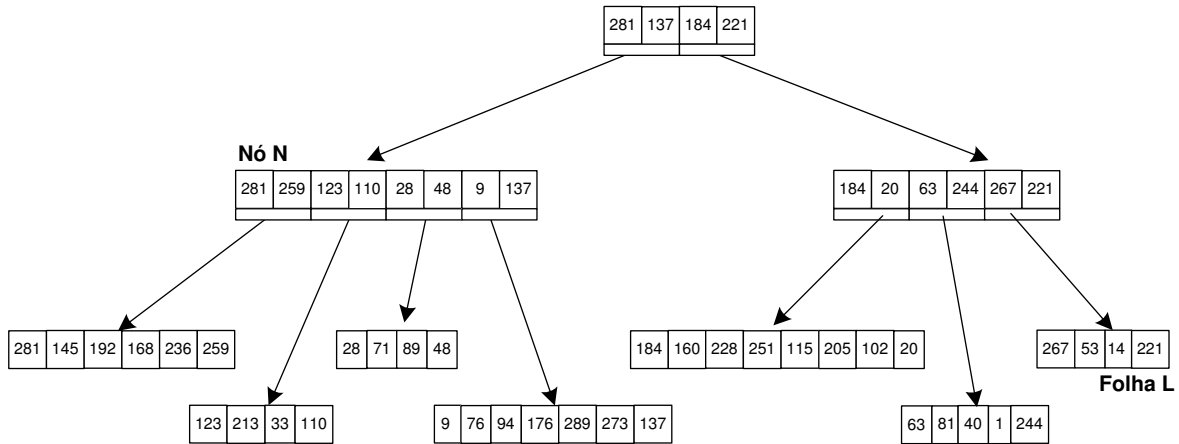 281 137 184 221
Nó N
281 259 123 110 28 48 9 137
184 20 63 244 267 221
281 145 192 168 236 259
28 71 89 48
184 160 228 251 115 205 102 20
267 53 14 221
Folha L
123 213 33 110
9 76 94 176 289 273 137
63 81 40 1 244